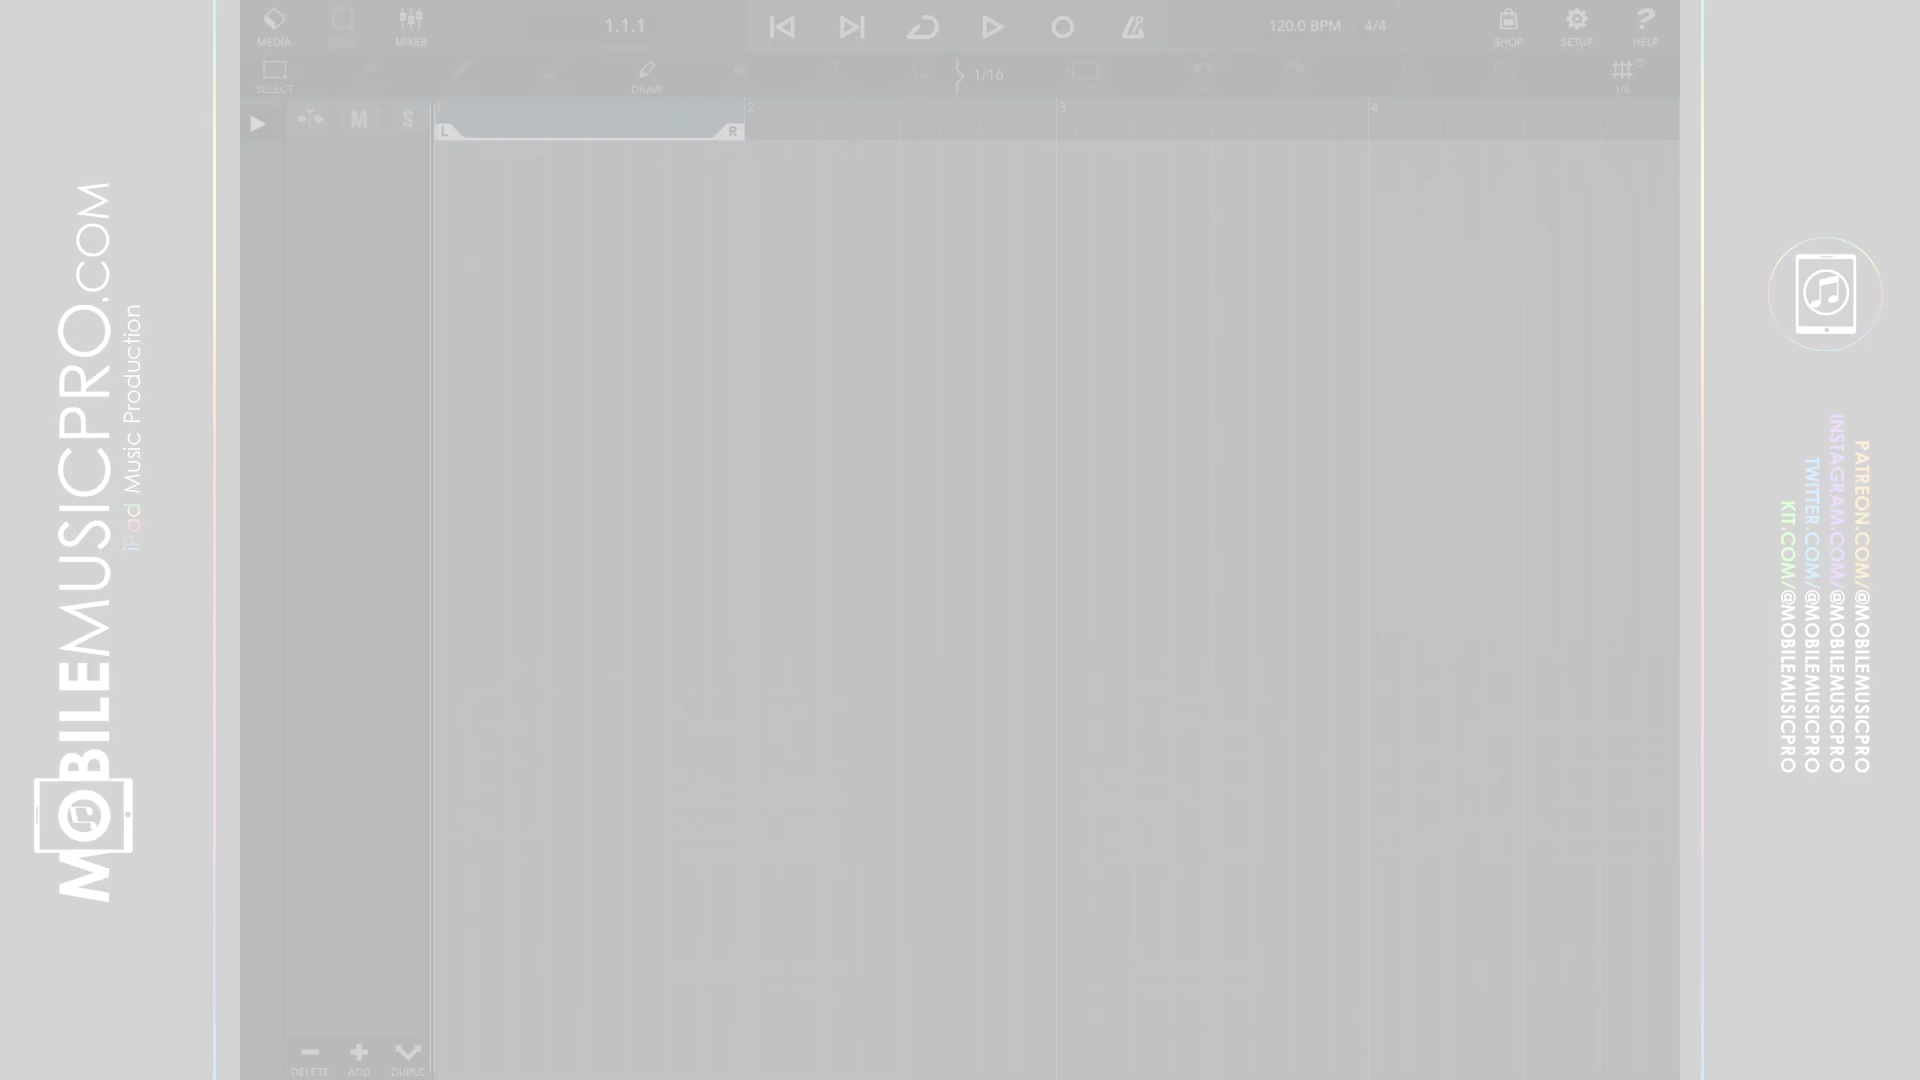 MOBILEMUSICPRO.COM
iPad Music Production
MEDIA
MIXER
1.1.1
120.0 BPM
4/4
SHOP
SETUP
HELP
SELECT
DRAW
1/16
1/8
M
S
1
2
3
4
L
R
DELETE
ADD
DUPLC
PATREON.COM/@MOBILEMUSICPRO
INSTAGRAM.COM/@MOBILEMUSICPRO
TWITTER.COM/@MOBILEMUSICPRO
KIT.COM/@MOBILEMUSICPRO